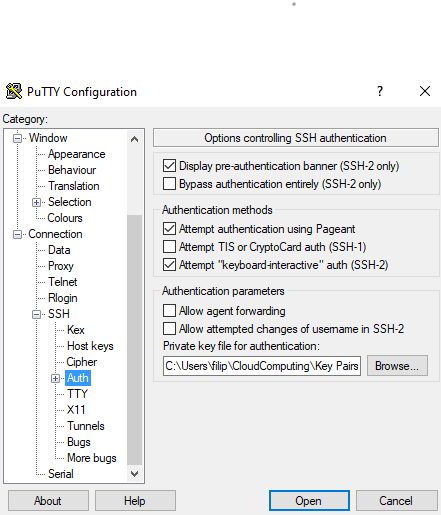 PuTTY Configuration
Category:
Window
Appearance
Behaviour
Translation
Selection
Colours
Connection
Data
Proxy
Telnet
Rlogin
SSH
Kex
Host keys
Cipher
Auth
TTY
X11
Tunnels
Bugs
More bugs
Serial
Options controlling SSH authentication
Display pre-authentication banner (SSH-2 only)
Bypass authentication entirely (SSH-2 only)
Authentication methods
Attempt authentication using Pageant
Attempt TIS or CryptoCard auth (SSH-1)
Attempt "keyboard-interactive" auth (SSH-2)
Authentication parameters
Allow agent forwarding
Allow attempted changes of username in SSH-2
Private key file for authentication:
C:\Users\filip\CloudComputing\Key Pairs
Browse...
About
Help
Open
Cancel